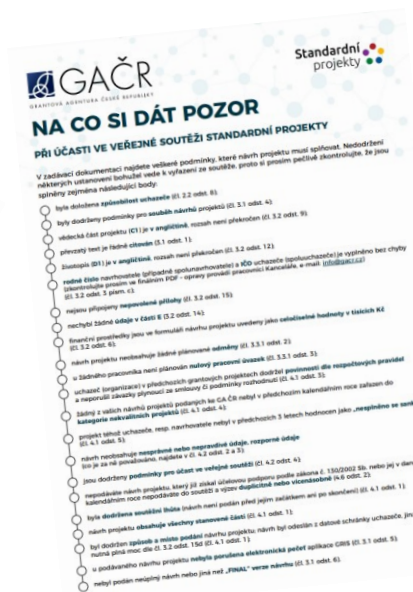 GAČR
GRANTOVÁ AGENTURA ČESKÉ REPUBLIKY
Standardní
projekty
NA CO SI DÁT POZOR
PŘI ÚČASTI VE VEŘEJNÉ SOUTĚŽI STANDARDNÍ PROJEKTY
V zadávací dokumentaci najdete veškeré podmínky, které návrh projektu musí splňovat. Nedodržení
některých ustanovení bohužel vede k vyřazení ze soutěže, proto si prosím pečlivě zkontrolujte, že jsou
splněny zejména následující body:
byla doložena způsobilost uchazeče (čl. 2.2 odst. 8).
byly dodrženy podmínky pro souběh návrhů projektů (čl. 3.1 odst. 4).
vědecká část projektu (C1) je v angličtině, rozsah není překročen (čl. 3.2 odst. 9).
převzatý text je řádně citován (3.1 odst. 1).
životopis (D1) je v angličtině, rozsah není překročen (čl. 3.2 odst. 12).
rodné číslo navrhovatele (případně spolunavrhovatele) a IČO uchazeče (spoluuchazeče) je vyplněno bez chyby
(zkontrolujte prosím ve finálním PDF - opravy provádí pracovníci Kanceláře, e-mail: info@gacr.cz)
(čl. 3.2 odst. 3 písm. c).
nejsou připojeny nepovolené přílohy (čl. 3.2 odst. 15).
nechybí žádné údaje v části E (3.2 odst. 14).
finanční prostředky jsou ve formuláři návrhu projektu uvedeny jako celočíselné hodnoty v tisících Kč
(čl. 3.2 odst. 6).
návrh projektu neobsahuje žádné plánované odměny (čl. 3.3.1 odst. 2).
u žádného pracovníka není plánován nulový pracovní úvazek (čl. 3.3.1 odst. 3).
uchazeč (organizace) v předchozích grantových projektech dodržel povinnosti dle rozpočtových pravidel
a neporušil závazky plynoucí ze smlouvy či podmínky rozhodnutí (čl. 4.1 odst. 3).
žádný z vašich návrhů projektů podaných ke GA ČR nebyl v předchozím kalendářním roce zařazen do
kategorie nekvalitních projektů (čl. 4.1 odst. 4).
projekt téhož uchazeče, resp. navrhovatele nebyl v předchozích 3 letech hodnocen jako „nesplněno se sank
(čl. 4.1 odst. 5).
návrh neobsahuje nesprávné nebo nepravdivé údaje, rozporné údaje
(co je za ně považováno, najdete v čl. 4.2 odst. 2 a 3).
jsou dodrženy podmínky pro účast ve veřejné soutěži (čl. 4.2 odst. 4).
nepodáváte návrh projektu, který již získal účelovou podporu podle zákona č. 130/2002 Sb. nebo jej v dan
kalendářním roce nepodáváte do soutěží a výzev duplicitně nebo vícenásobně (4.6 odst. 2).
byla dodržena soutěžní lhůta (návrh není podán před jejím začátkem ani po skončení) (čl. 4.1 odst. 1).
návrh projektu obsahuje všechny stanovené části (čl. 4.1 odst. 1).
byl dodržen způsob a místo podání návrhu projektu; návrh byl odeslán z datové schránky uchazeče, jina
nutná plná moc dle čl. 3.2 odst. 15d (čl. 4.1 odst. 1).
u podávaného návrhu projektu nebyla porušena elektronická pečeť aplikace GRIS (čl. 3.1 odst. 5).
nebyl podán neúplný návrh nebo jiná než „FINAL" verze návrhu (čl. 3.1 odst. 6).